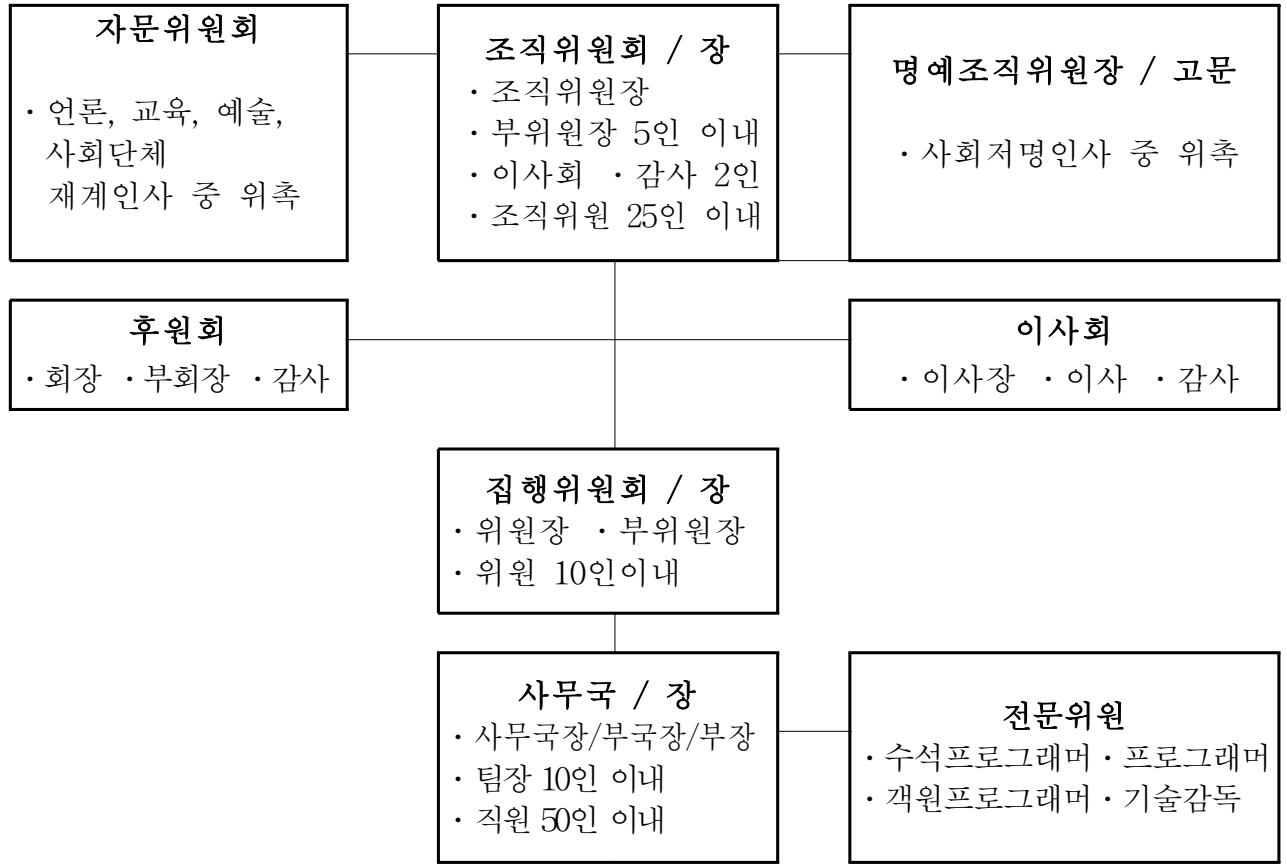 자문위원회
· 언론, 교육, 예술,
사회단체
재계인사 중 위촉
조직위원회 / 장
· 조직위원장
· 부위원장 5인 이내
· 이사회 · 감사 2인
· 조직위원 25인 이내
명예조직위원장 / 고문
· 사회저명인사 중 위촉
후원회
· 회장 · 부회장 · 감사
이사회
· 이사장 · 이사 · 감사
집행위원회 / 장
· 위원장 · 부위원장
· 위원 10인이내
사무국 / 장
· 사무국장/부국장/부장
· 팀장 10인 이내
· 직원 50인 이내
전문위원
· 수석프로그래머 · 프로그래머
· 객원프로그래머 · 기술감독